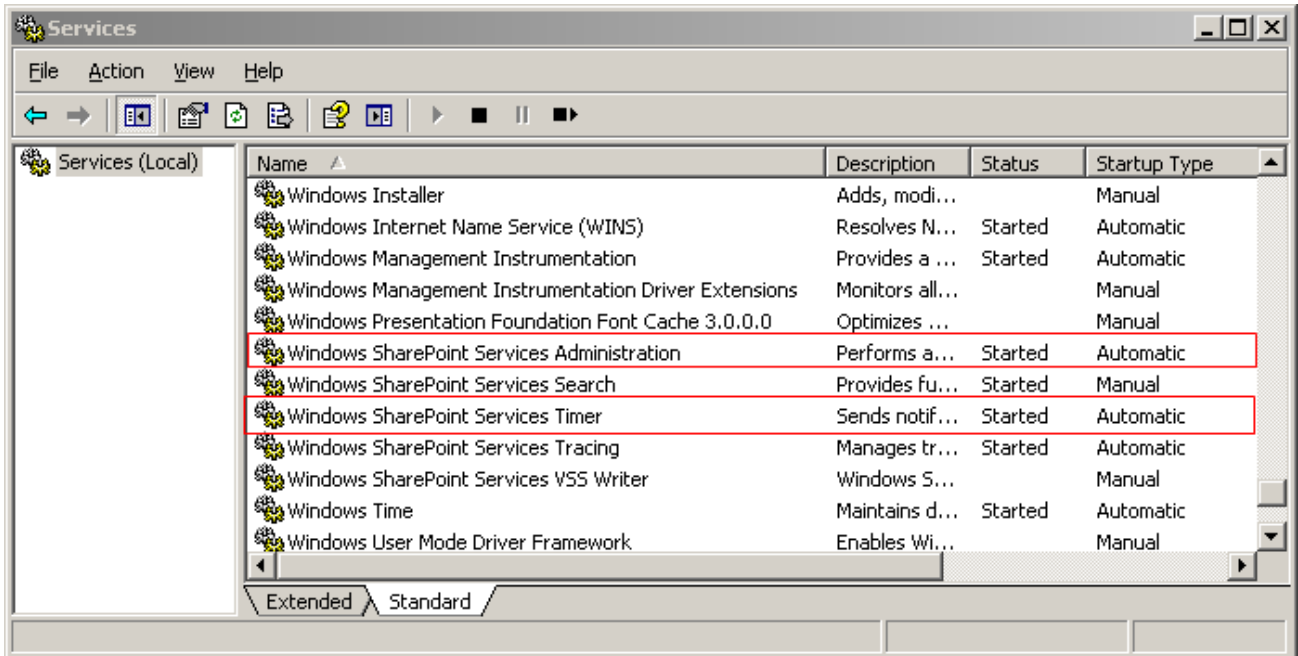 Services
File Action View Help
Services (Local)
Name Description Status Startup Type
Windows Installer Adds, modi... Manual
Windows Internet Name Service (WINS) Resolves N... Started Automatic
Windows Management Instrumentation Provides a ... Started Automatic
Windows Management Instrumentation Driver Extensions Monitors all... Manual
Windows Presentation Foundation Font Cache 3.0.0.0 Optimizes ... Manual
Windows SharePoint Services Administration Performs a... Started Automatic
Windows SharePoint Services Search Provides fu... Started Manual
Windows SharePoint Services Timer Sends notif... Started Automatic
Windows SharePoint Services Tracing Manages tr... Started Automatic
Windows SharePoint Services VSS Writer Windows S... Manual
Windows Time Maintains d... Started Automatic
Windows User Mode Driver Framework Enables Wi... Manual
Extended Standard